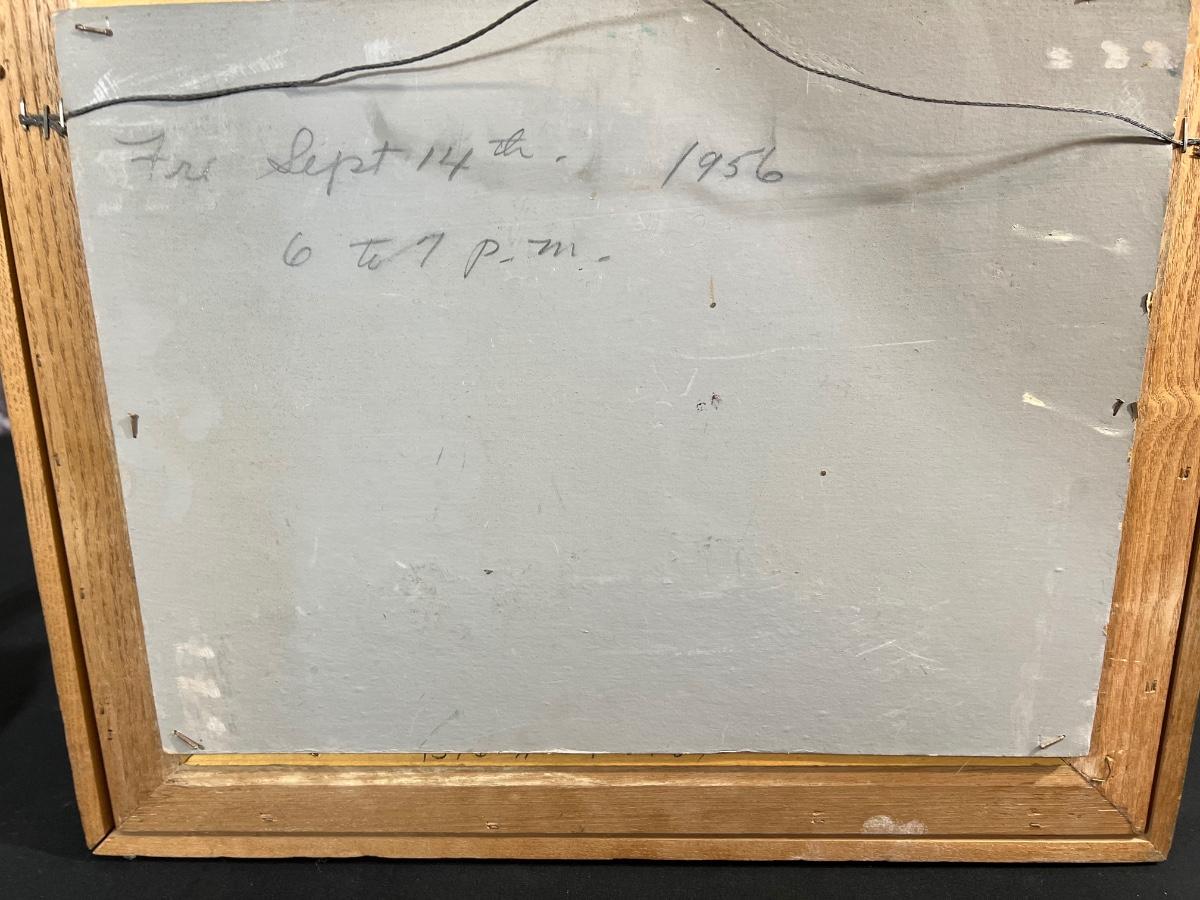 Fri Sept 14th. 1956
6 to 7 p.m.